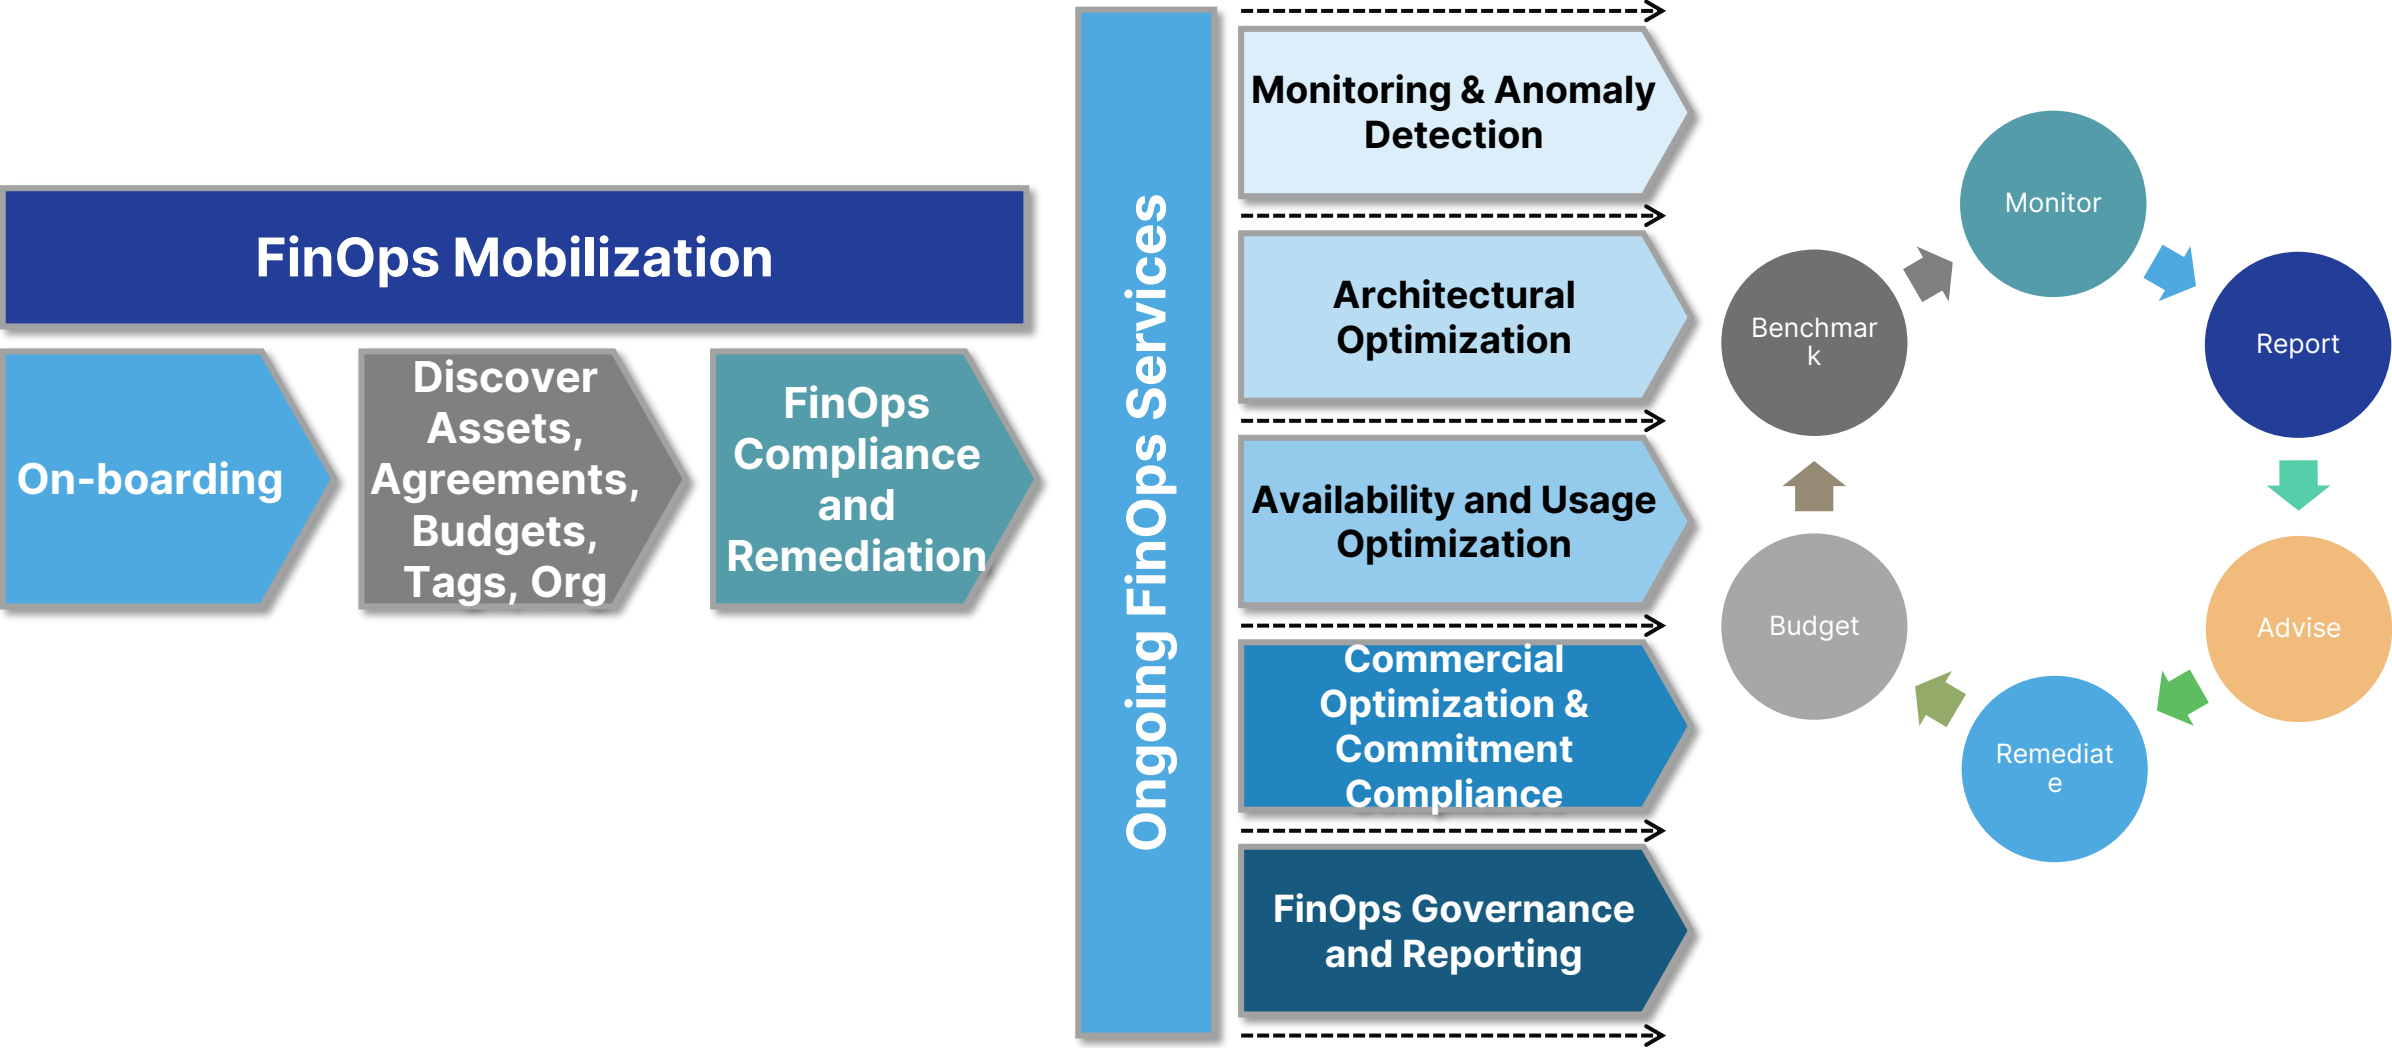 FinOps Mobilization
On-boarding
Discover
Assets,
Agreements,
Budgets,
Tags, Org
FinOps
Compliance
and
Remediation
Ongoing FinOps Services
Monitoring & Anomaly
Detection
Architectural
Optimization
Availability and Usage
Optimization
Commercial
Optimization &
Commitment
Compliance
FinOps Governance
and Reporting
Monitor
Report
Advise
Remediat
e
Budget
Benchmar
k